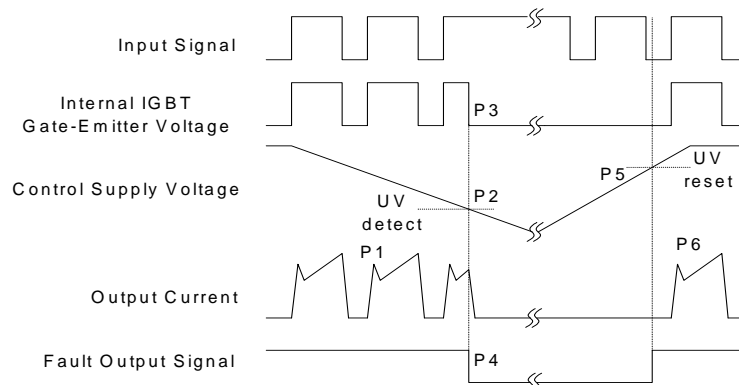 Input Signal
Internal IGBT
Gate-Emitter Voltage
P3
Control Supply Voltage
P5
UV
reset
P2
UV
detect
P1
P6
Output Current
Fault Output Signal
P4